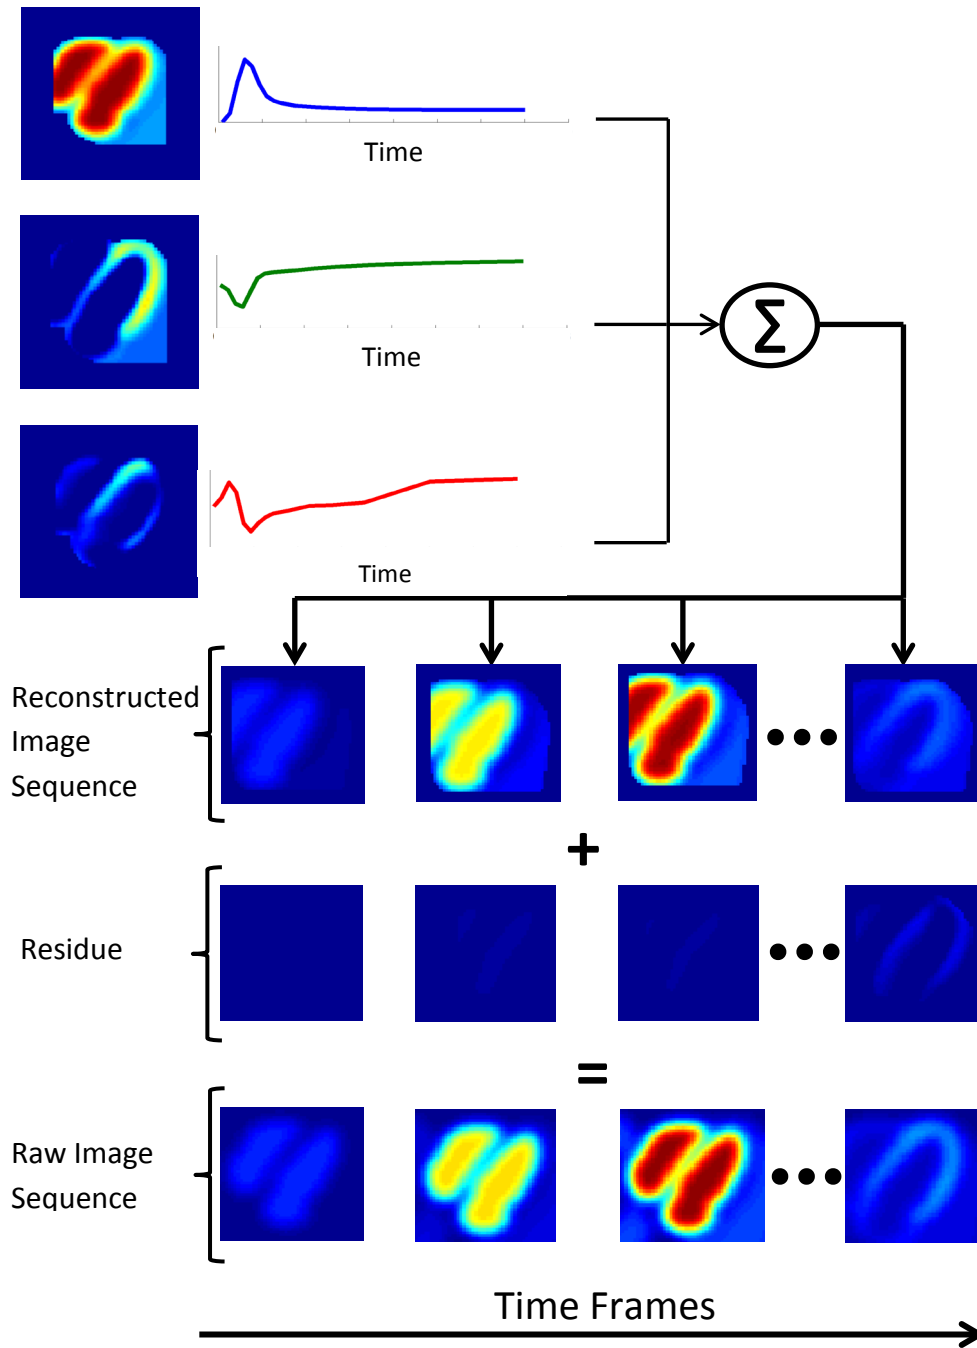 Time
Time
Σ
Time
Reconstructed
Image
Sequence
+
Residue
=
Raw Image
Sequence
Time Frames